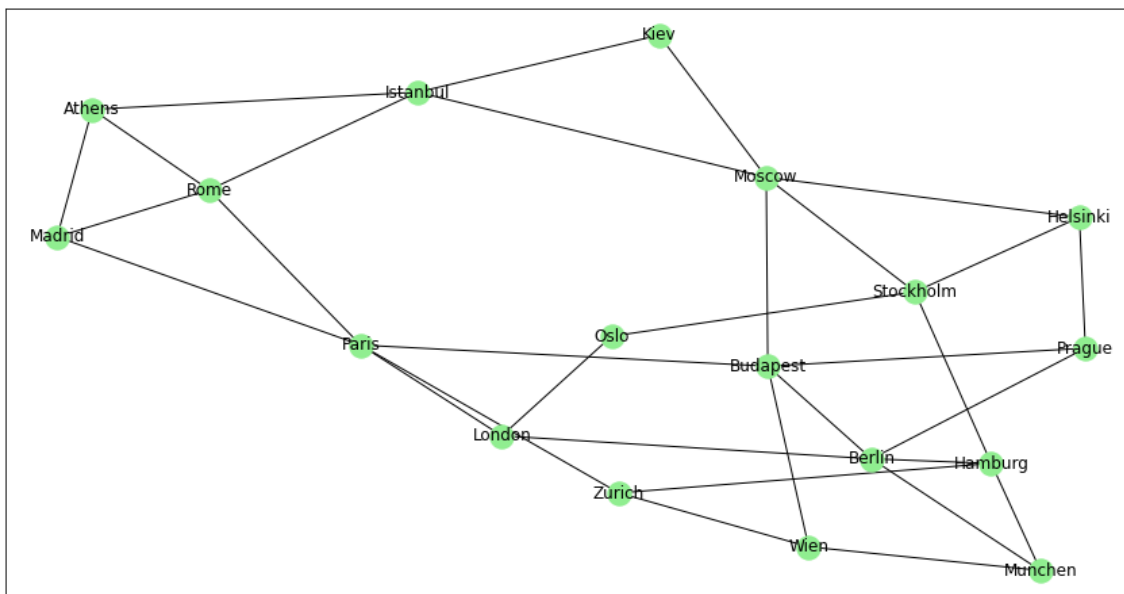 Kiev
Istanbul
Athens
Moscow
Rome
Helsinki
Madrid
Stockholm
Oslo
Paris
Prague
Budapest
London
Berlin
Hamburg
Zurich
Wien
Munchen